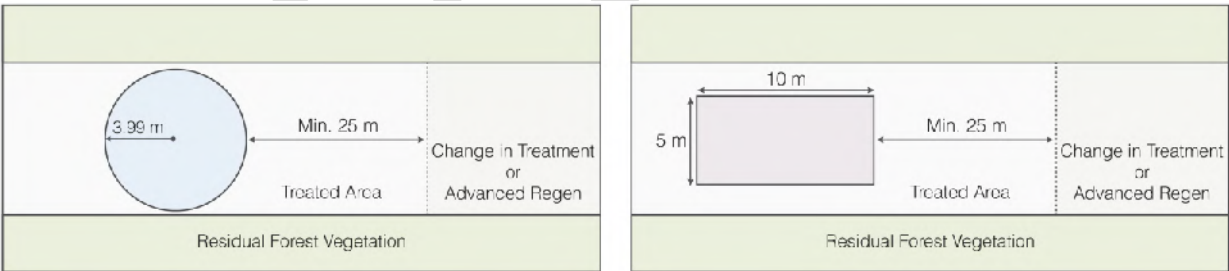 3.99 m
Min. 25 m
Treated Area
Change in Treatment
or
Advanced Regen
Residual Forest Vegetation
10 m
5 m
Min. 25 m
Treated Area
Change in Treatment
or
Advanced Regen
Residual Forest Vegetation